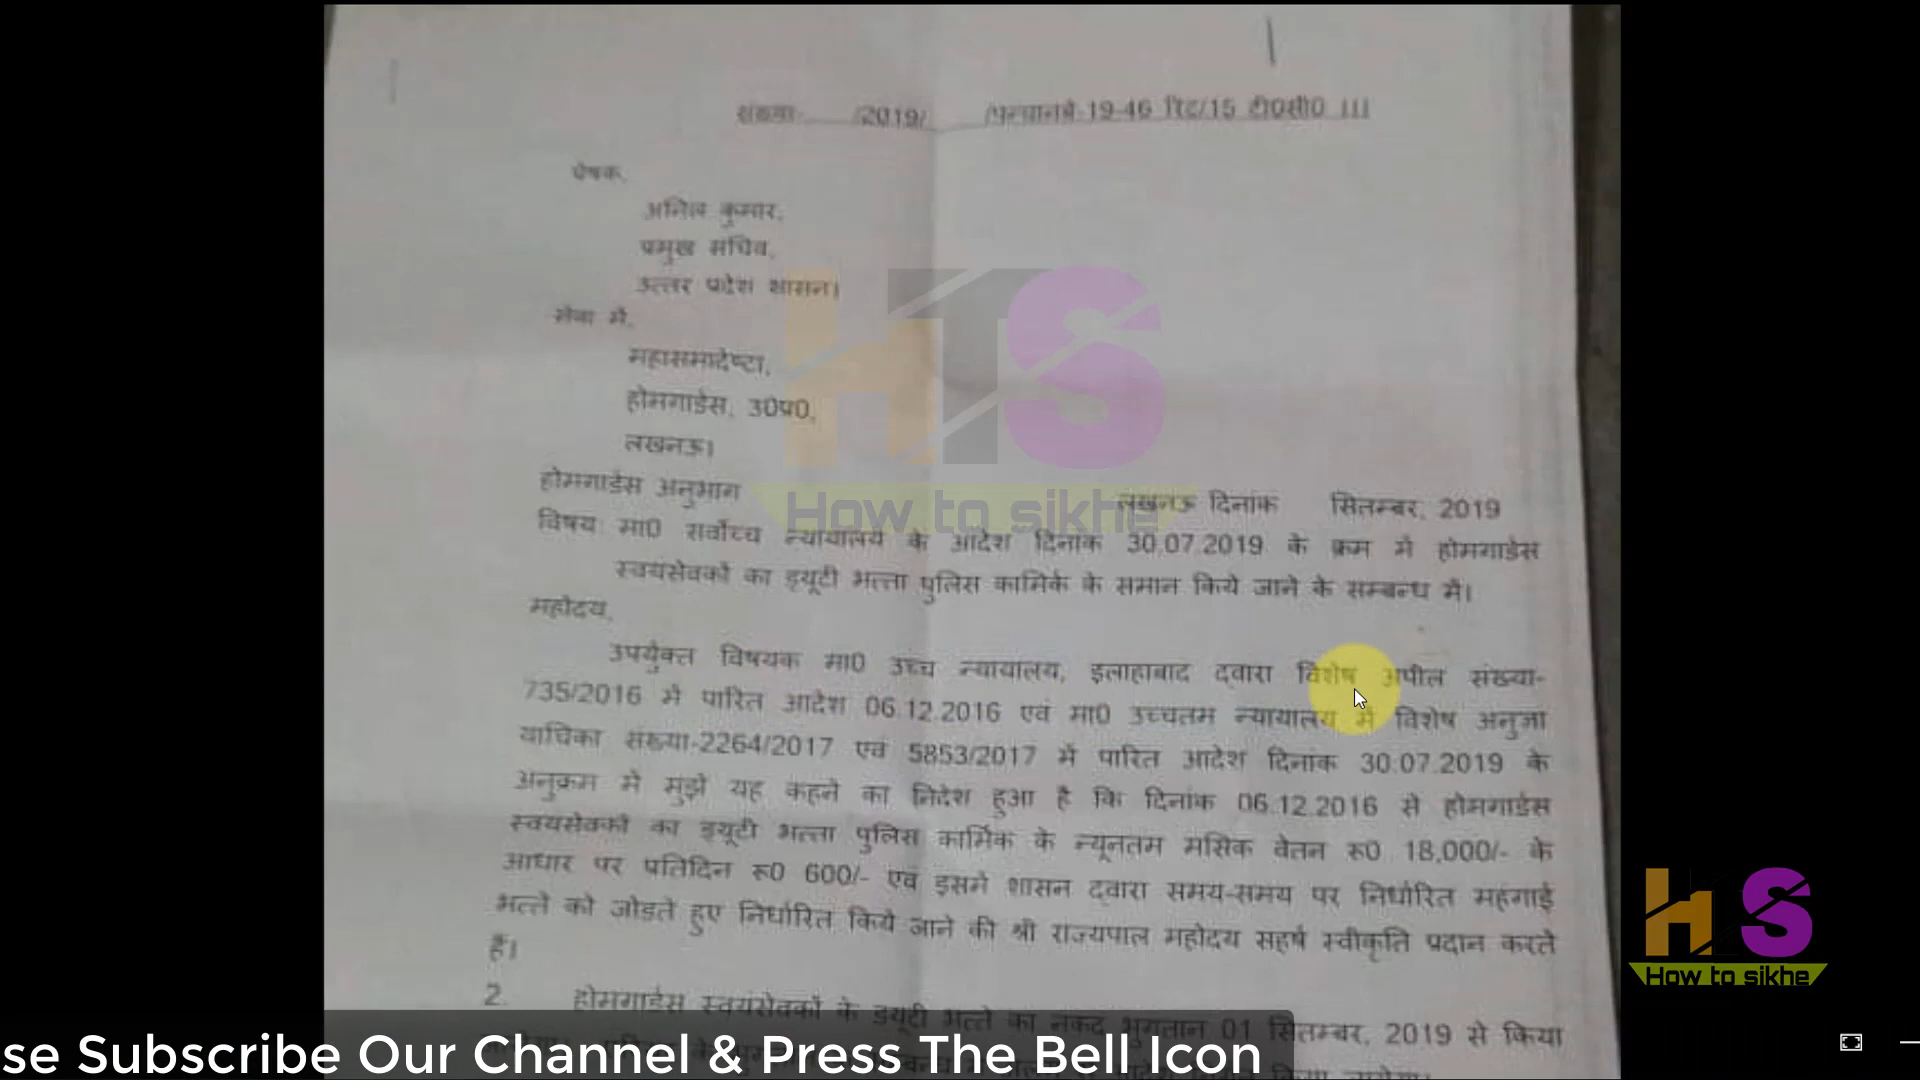 संख्या- /2019/ -19-46 रिट/15 टी0सी0 III
प्रेषक,
अनिल कुमार,
प्रमुख सचिव,
उत्तर प्रदेश शासन।
सेवा में,
महासमादेष्टा,
होमगार्डस, उ0प्र0,
लखनऊ।
होमगार्डस अनुभाग
लखनऊ दिनांक सितम्बर, 2019
विषय: मा0 सर्वोच्च न्यायालय के आदेश दिनांक 30.07.2019 के क्रम में होमगार्डस
स्वयंसेवकों का ड्यूटी भत्ता पुलिस कार्मिक के समान किये जाने के सम्बन्ध में।
महोदय,
उपर्युक्त विषयक मा0 उच्च न्यायालय, इलाहाबाद द्वारा विशेष अपील संख्या-
735/2016 में पारित आदेश 06.12.2016 एवं मा0 उच्चतम न्यायालय में विशेष अनुज्ञा
याचिका संख्या-2264/2017 एवं 5853/2017 में पारित आदेश दिनांक 30.07.2019 के
अनुक्रम में मुझे यह कहने का निदेश हुआ है कि दिनांक 06.12.2016 से होमगार्डस
स्वयंसेवकों का ड्यूटी भत्ता पुलिस कार्मिक के न्यूनतम मसिक वेतन रू0 18,000/- के
आधार पर प्रतिदिन रू0 600/- एवं इसमें शासन द्वारा समय-समय पर निर्धारित महंगाई
भत्ते को जोडते हुए निर्धारित किये जाने की श्री राज्यपाल महोदय सहर्ष स्वीकृति प्रदान करते
हैं।
2. होमगार्डस स्वयंसेवकों के ड्यूटी भत्ते का नकद भुगतान 01 सितम्बर, 2019 से किया
HTS
How to sikhe
HTS
How to sikhe
se Subscribe Our Channel & Press The Bell Icon